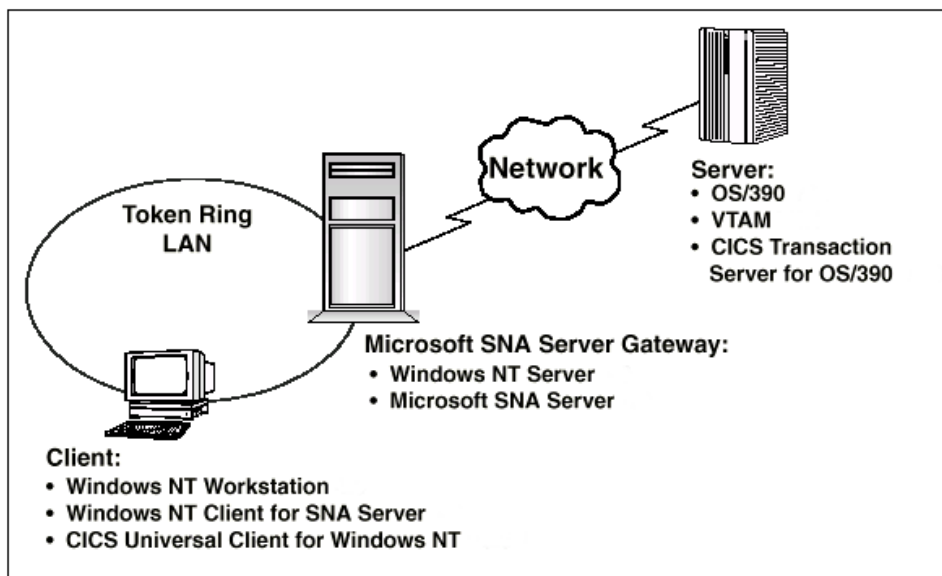 Token Ring
LAN
Network
Server:
• OS/390
• VTAM
• CICS Transaction
Server for OS/390
Microsoft SNA Server Gateway:
• Windows NT Server
• Microsoft SNA Server
Client:
• Windows NT Workstation
• Windows NT Client for SNA Server
• CICS Universal Client for Windows NT